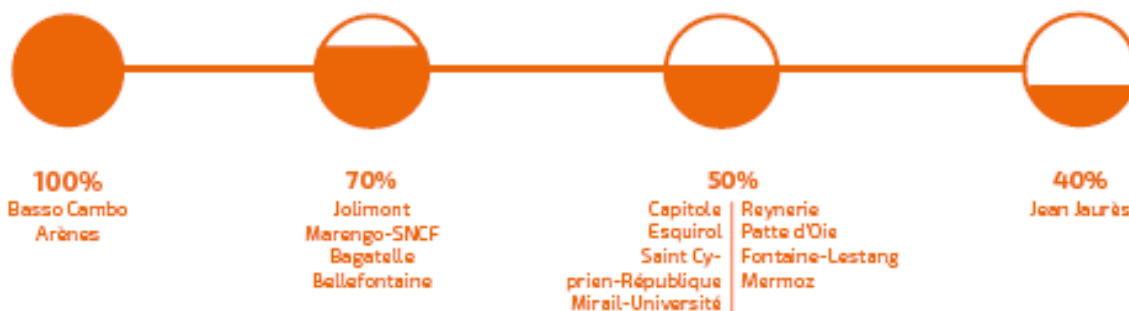 100%
Basso Cambo
Arènes
70%
Jolimont
Marengo-SNCF
Bagatelle
Bellefontaine
50%
Capitole
Esquirol
Saint Cy-
prien-République
Mirail-Université
Reynerie
Patte d'Oie
Fontaine-Lestang
Mermoz
40%
Jean Jaurès